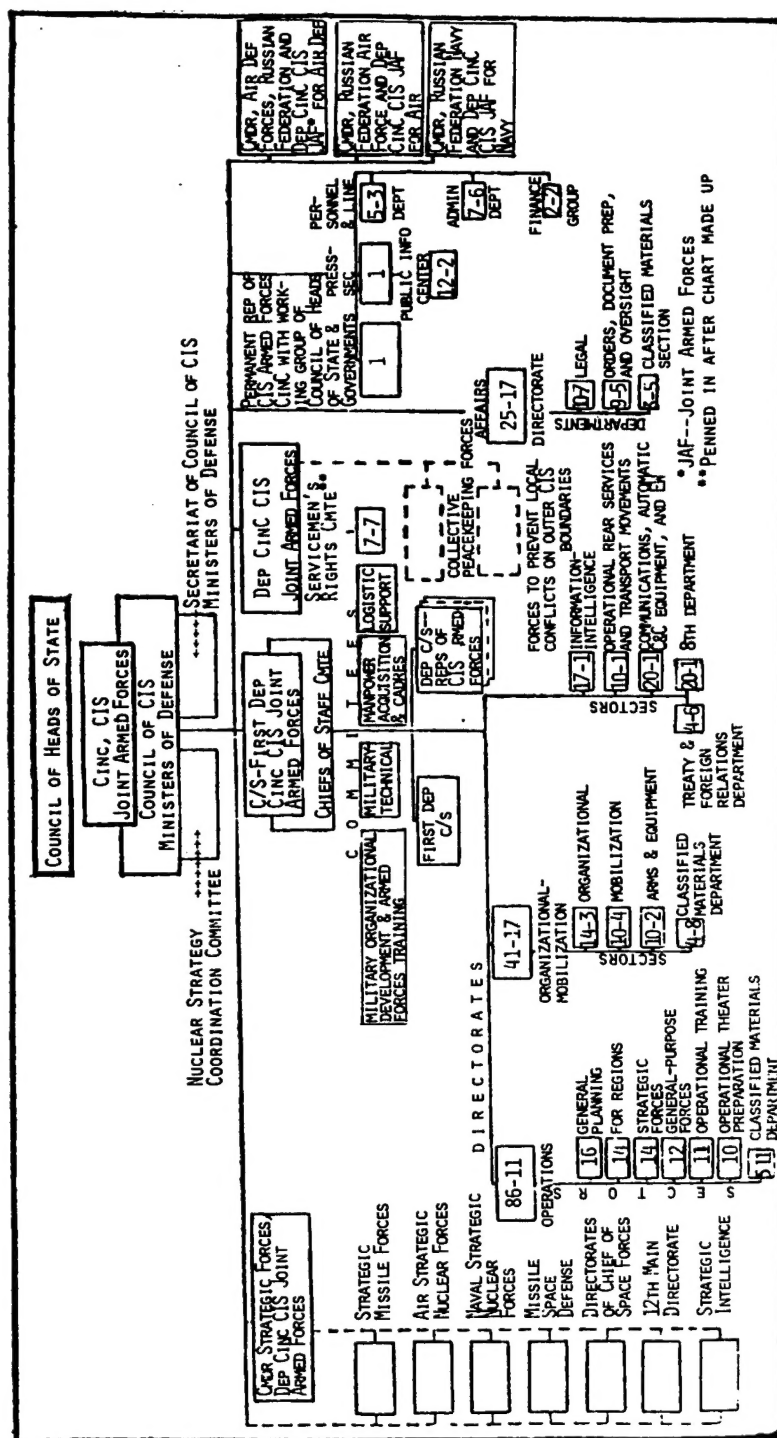 COUNCIL OF HEADS OF STATE
CINC, CIS
JOINT ARMED FORCES
COUNCIL OF CIS
MINISTERS OF DEFENSE
NUCLEAR STRATEGY ++++++++
COORDINATION COMMITTEE
+++++ SECRETARIAT OF COUNCIL OF CIS
MINISTERS OF DEFENSE
CMDR STRATEGIC FORCES,
DEP CINC CIS JOINT
ARMED FORCES
C/S-FIRST DEP
CINC CIS JOINT
ARMED FORCES
CHIEFS OF STAFF CMTE
DEP CINC CIS
JOINT ARMED FORCES
SERVICEMEN'S
RIGHTS CMTE**
PERMANENT REP OF
CIS ARMED FORCES
CINC WITH WORK-
ING GROUP OF
COUNCIL OF HEADS
OF STATE &
GOVERNMENTS
1
PRESS-
SEC
1
PUBLIC INFO
CENTER
12-2
PER-
SONNEL
& LINE
5-3
DEPT
ADMIN
7-6
DEPT
FINANCE
2-2
GROUP
CMDR, AIR DEF
FORCES, RUSSIAN
FEDERATION AND
DEP CINC CIS
JAF* FOR AIR DEF
CMDR, RUSSIAN
FEDERATION AIR
FORCE AND DEP
CINC CIS JAF
FOR AIR
CMDR, RUSSIAN
FEDERATION NAVY
AND DEP CINC
CIS JAF FOR
NAVY
COMMITTEES
MILITARY ORGANIZATIONAL
DEVELOPMENT & ARMED
FORCES TRAINING
MILITARY
TECHNICAL
MANPOWER
ACQUISITION
& CADRES
LOGISTIC
SUPPORT
7-7
FIRST DEP
C/S
DEP C/S--
REPS OF
CIS ARMED
FORCES
COLLECTIVE
PEACEKEEPING FORCES
FORCES TO PREVENT LOCAL
CONFLICTS ON OUTER CIS
BOUNDARIES
STRATEGIC
MISSILE FORCES
AIR STRATEGIC
NUCLEAR FORCES
NAVAL STRATEGIC
NUCLEAR
FORCES
MISSILE
SPACE
DEFENSE
DIRECTORATES
OF CHIEF OF
SPACE FORCES
12TH MAIN
DIRECTORATE
STRATEGIC
INTELLIGENCE
DIRECTORATES
86-11
OPERATIONS
SECTORS
16 GENERAL
PLANNING
14 FOR REGIONS
14 STRATEGIC
FORCES
12 GENERAL-PURPOSE
FORCES
11 OPERATIONAL TRAINING
10 OPERATIONAL THEATER
PREPARATION
CLASSIFIED MATERIALS
DEPARTMENT
41-17
ORGANIZATIONAL-
MOBILIZATION
SECTORS
14-3 ORGANIZATIONAL
10-4 MOBILIZATION
10-2 ARMS & EQUIPMENT
4-8 CLASSIFIED
MATERIALS
DEPARTMENT
SECTORS
17-1 INFORMATION-
INTELLIGENCE
10-1 OPERATIONAL REAR SERVICES
AND TRANSPORT MOVEMENTS
20-1 COMMUNICATIONS, AUTOMATIC
C&C EQUIPMENT, AND EW
20-1 8TH DEPARTMENT
4-6
TREATY &
FOREIGN
RELATIONS
DEPARTMENT
AFFAIRS
25-17
DIRECTORATE
DEPARTMENTS
LEGAL
9-5 ORDERS, DOCUMENT PREP,
AND OVERSIGHT
CLASSIFIED MATERIALS
SECTION
*JAF--JOINT ARMED FORCES
**PENNED IN AFTER CHART MADE UP